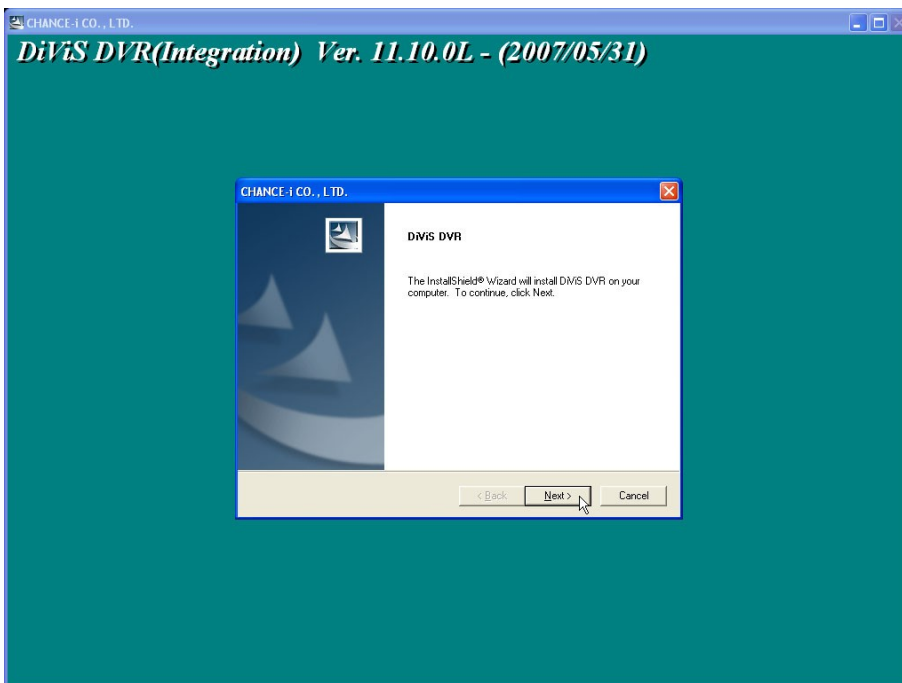 CHANCE-i CO., LTD.
DiViS DVR(Integration) Ver. 11.10.0L - (2007/05/31)
CHANCE-i CO., LTD.
DiViS DVR
The InstallShield® Wizard will install DiViS DVR on your
computer. To continue, click Next.
< Back Next > Cancel